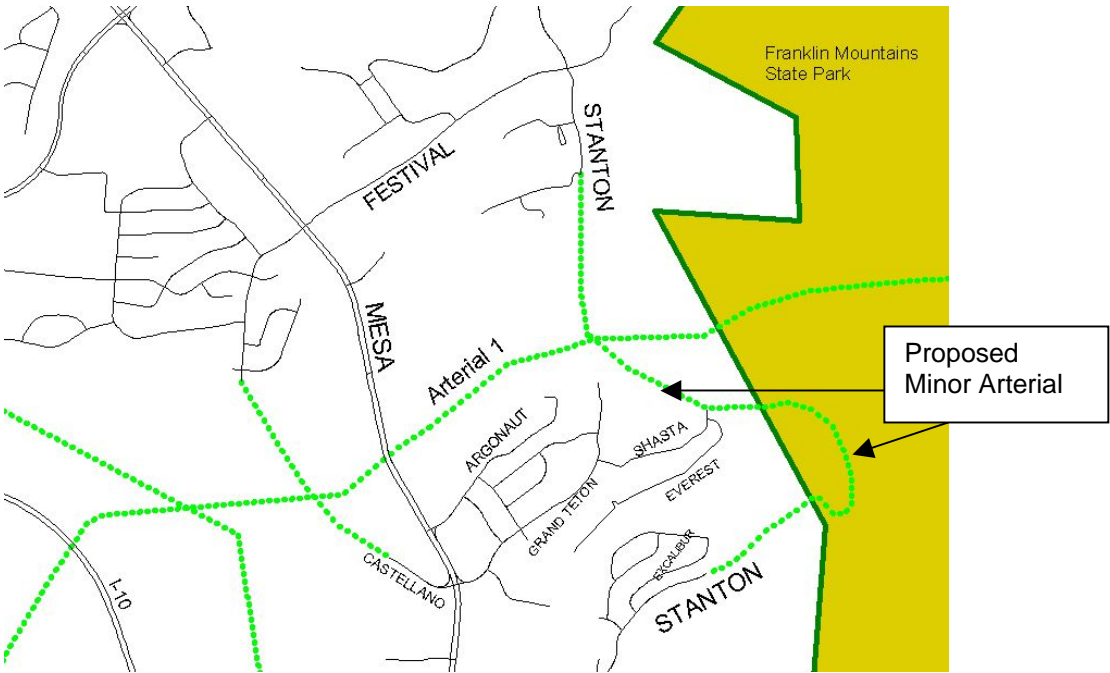 Franklin Mountains
State Park
STANTON
FESTIVAL
MESA
Arterial 1
Proposed
Minor Arterial
ARGONAUT
SHASTA
EVEREST
GRAND TETON
EXCALIBUR
CASTELLANO
I-10
STANTON